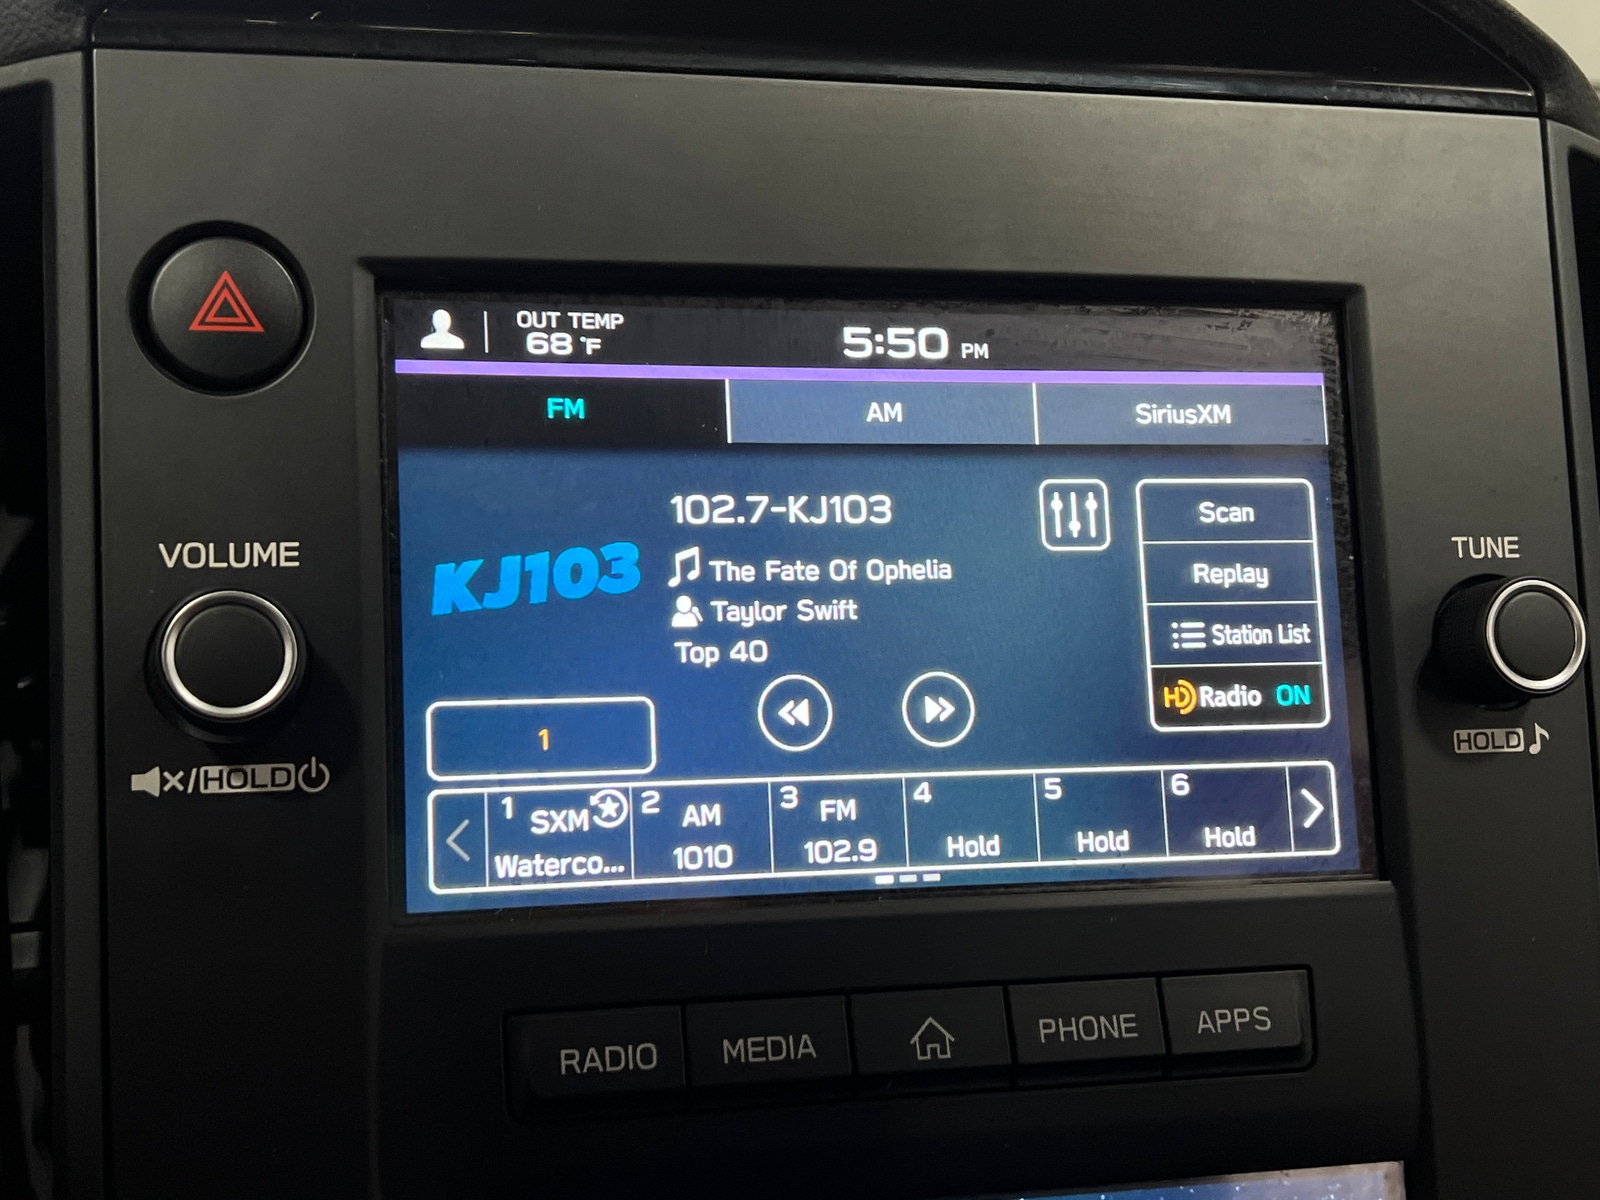 OUT TEMP
68 °F
5:50 PM
FM AM SiriusXM
102.7-KJ103
KJ103
The Fate Of Ophelia
Taylor Swift
Top 40
Scan
Replay
Station List
HD Radio ON
1
1 SXM
Waterco...
2 AM
1010
3 FM
102.9
4
Hold
5
Hold
6
Hold
VOLUME
HOLD
TUNE
HOLD
RADIO MEDIA PHONE APPS